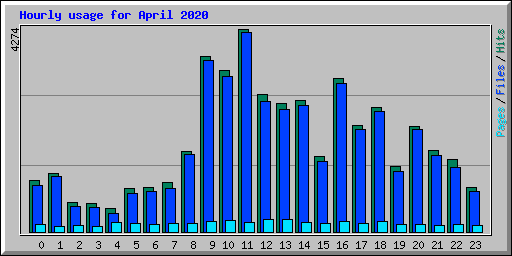 Hourly usage for April 2020
4274
Pages/Files/Hits
0 1 2 3 4 5 6 7 8 9 10 11 12 13 14 15 16 17 18 19 20 21 22 23